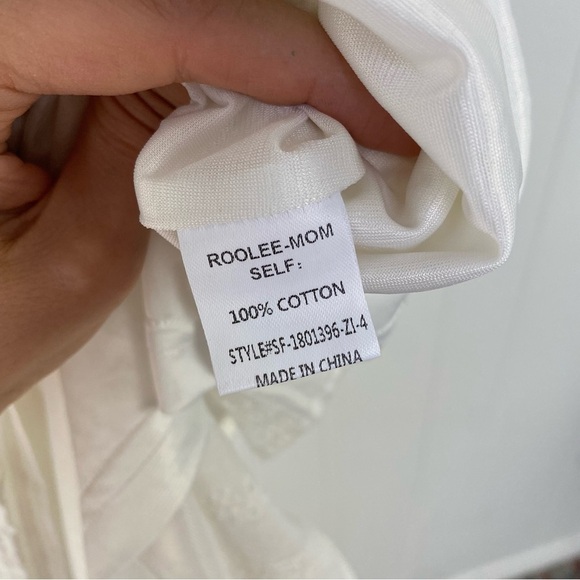 ROOLEE-MOM
SELF:
100% COTTON
STYLE#SF-1801396-ZI-4
MADE IN CHINA